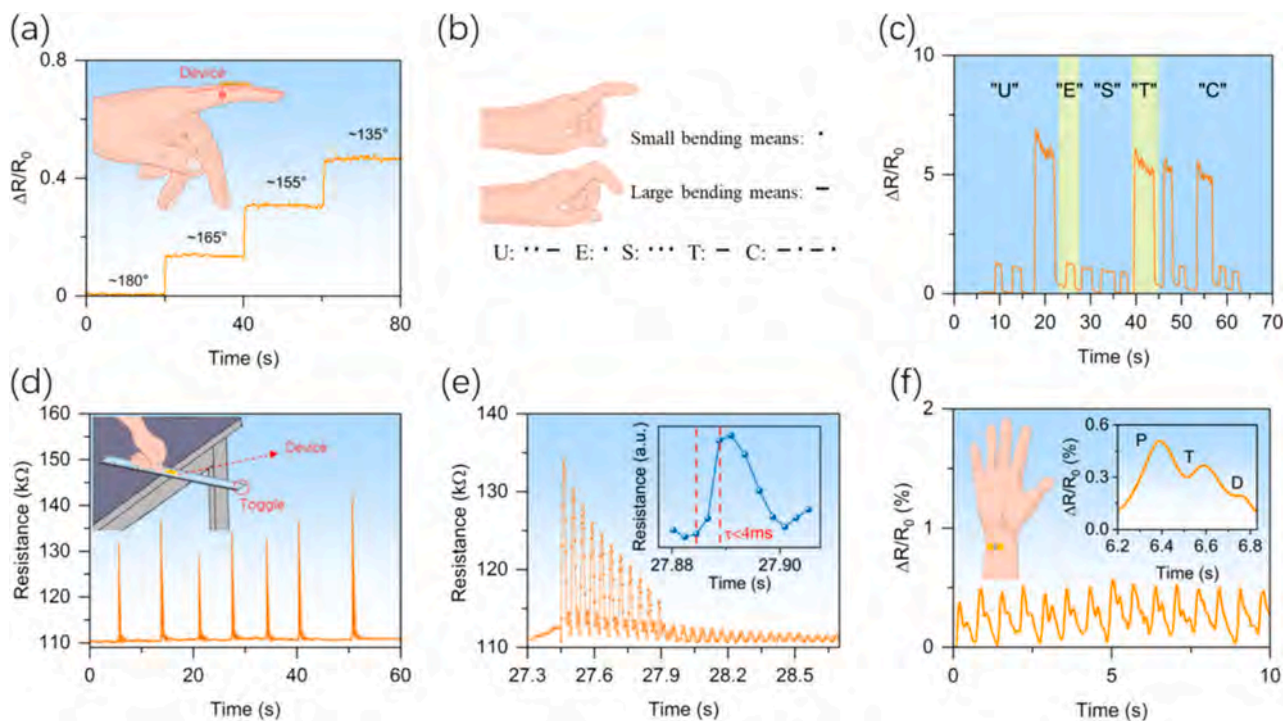 (a)
0.8
0.4
0
ΔR/R0
Device
~180°
~165°
~155°
~135°
0 40 80
Time (s)
(b)
Small bending means: ·
Large bending means: –
U: ·· – E: · S: ··· T: – C: – · – ·
(c)
10
5
0
ΔR/R0
"U" "E" "S" "T" "C"
0 10 20 30 40 50 60 70
Time (s)
(d)
160
150
140
130
120
110
Resistance (kΩ)
Device
Toggle
0 20 40 60
Time (s)
(e)
140
130
120
110
Resistance (kΩ)
Resistance (a.u.)
τ<4ms
27.88 27.90
Time (s)
27.3 27.6 27.9 28.2 28.5
Time (s)
(f)
2
1
0
ΔR/R0 (%)
0.6
0.3
0.0
ΔR/R0 (%)
P
T
D
6.2 6.4 6.6 6.8
Time (s)
0 5 10
Time (s)